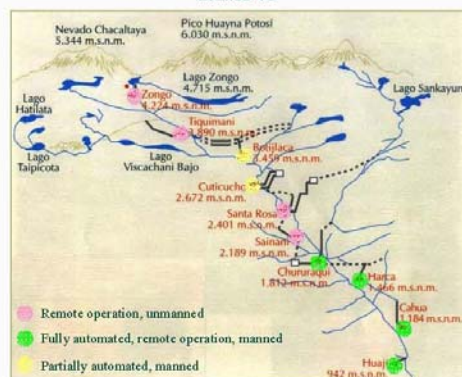 Nevado Chacaltaya
5.344 m.s.n.m.
Pico Huayna Potosí
6.030 m.s.n.m.
Lago Zongo
4.715 m.s.n.m.
Lago Sankayuni
Lago
Hatilata
Zongo
4.224 m.s.n.m.
Tiquimani
3.890 m.s.n.m.
Botijlaca
3.459 m.s.n.m.
Lago
Taipicota
Lago
Viscachani Bajo
Cuticucho
2.672 m.s.n.m.
Santa Rosa
2.401 m.s.n.m.
Sainani
2.189 m.s.n.m.
Chururaqui
1.812 m.s.n.m.
Harca
1.466 m.s.n.m.
Cahua
1.184 m.s.n.m.
Huaji
942 m.s.n.m.
Remote operation, unmanned
Fully automated, remote operation, manned
Partially automated, manned